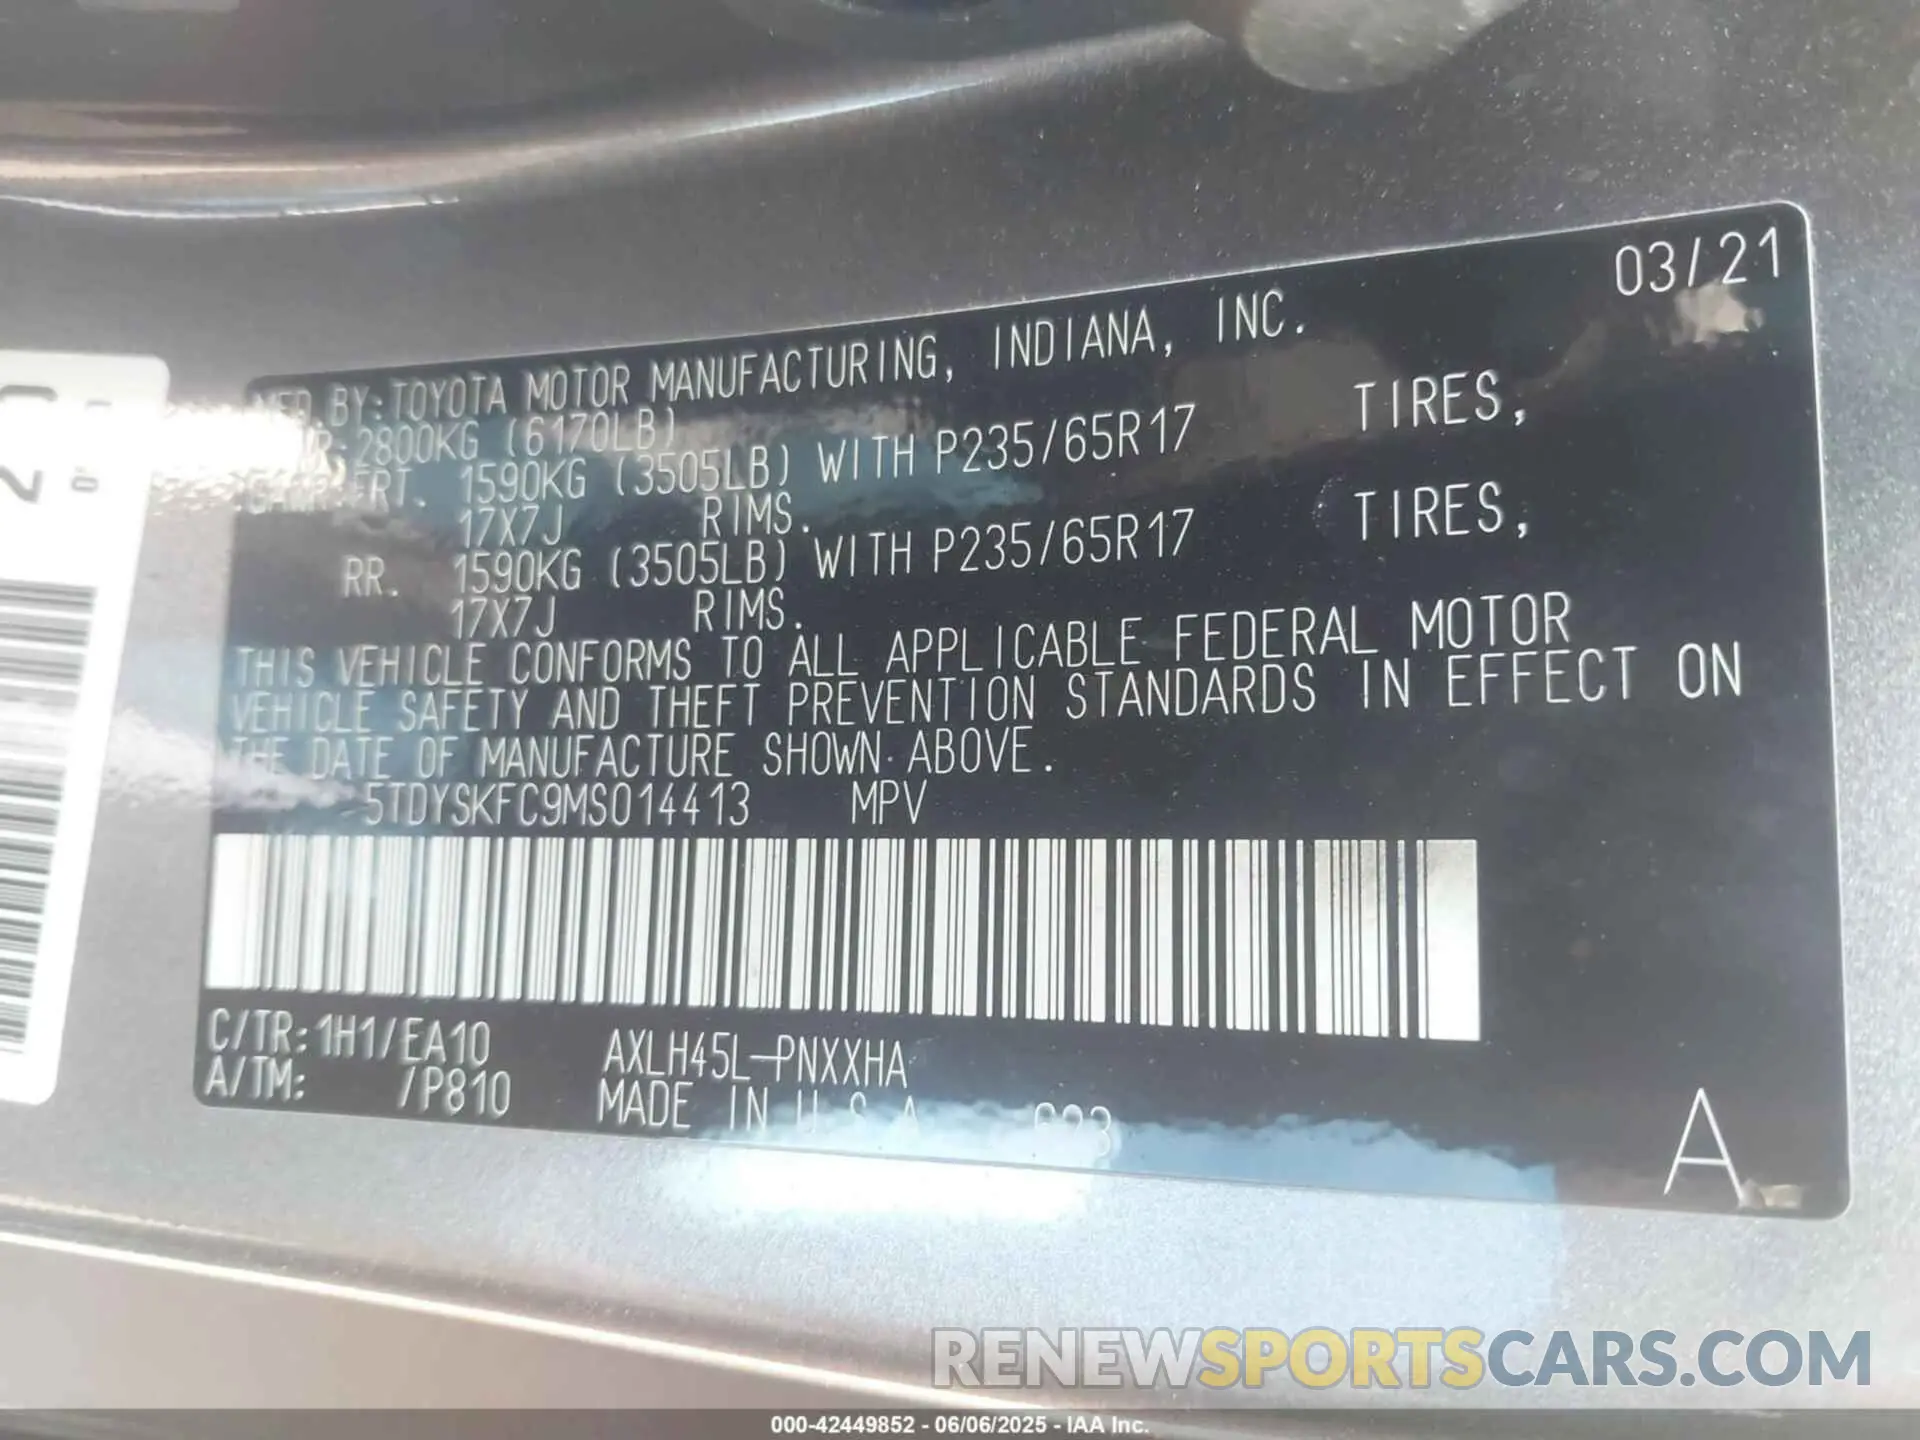 03/21
MFD BY:TOYOTA MOTOR MANUFACTURING, INDIANA, INC.
2800KG (6170LB)
FRT. 1590KG (3505LB) WITH P235/65R17 TIRES,
17X7J RIMS.
RR. 1590KG (3505LB) WITH P235/65R17 TIRES,
17X7J RIMS.
THIS VEHICLE CONFORMS TO ALL APPLICABLE FEDERAL MOTOR
VEHICLE SAFETY AND THEFT PREVENTION STANDARDS IN EFFECT ON
THE DATE OF MANUFACTURE SHOWN ABOVE.
5TDYSKFC9MS014413 MPV
C/TR:1H1/EA10 AXLH45L-PNXXHA
A/TM: /P810 MADE IN U.S.A.
A
RENEWSPORTSCARS.COM
000-42449852 - 06/06/2025 - IAA Inc.